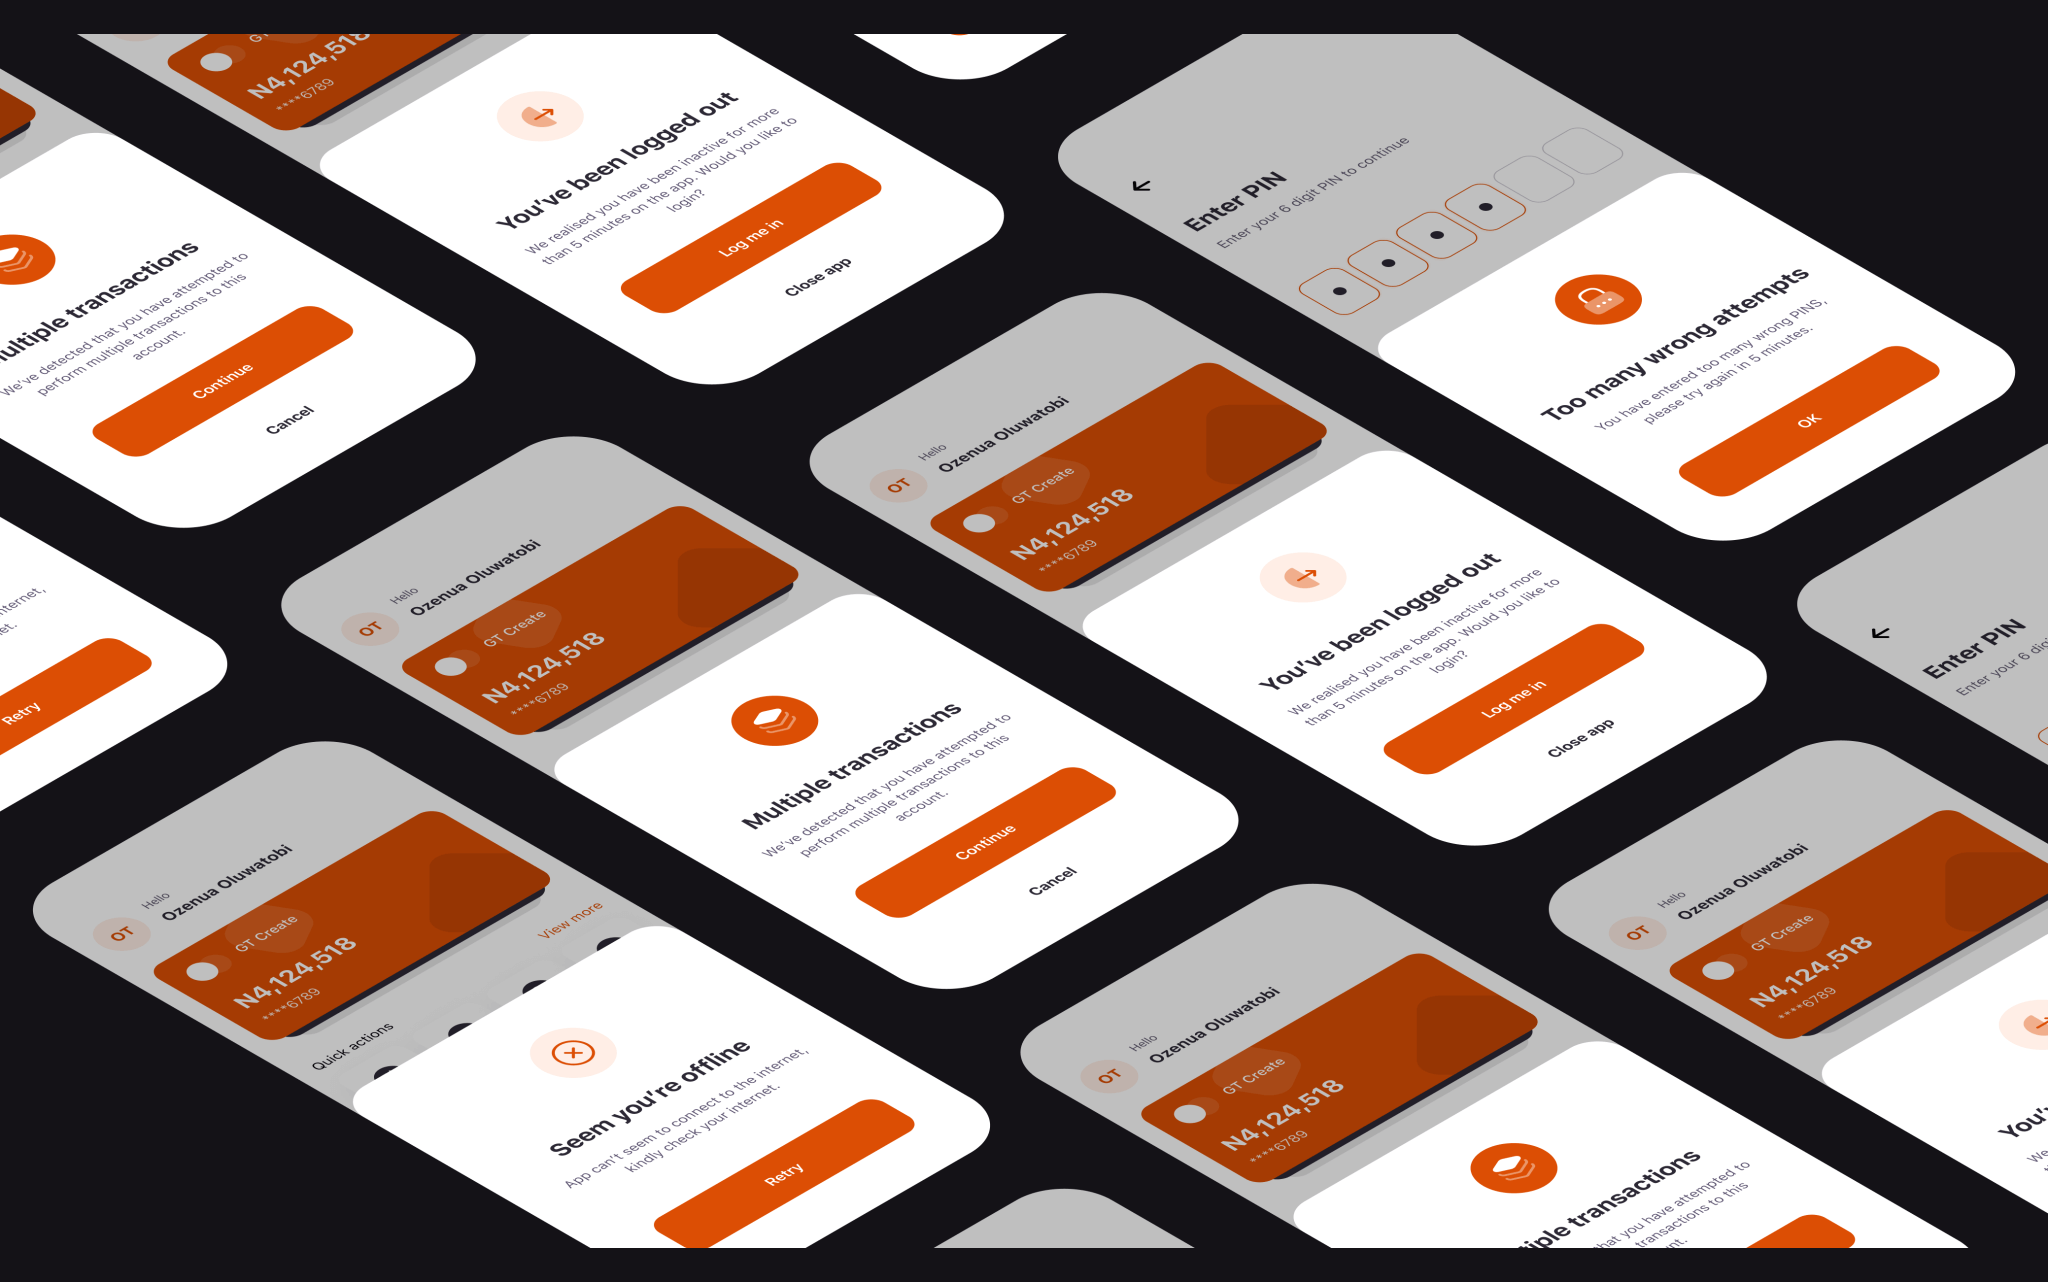 GT
N4,124,518
****6789
You've been logged out
We realised you have been inactive for more
than 5 minutes on the app. Would you like to
login?
Log me in
Close app
Enter PIN
Enter your 6 digit PIN to continue
Too many wrong attempts
You have entered too many wrong PINS,
please try again in 5 minutes.
OK
Multiple transactions
We've detected that you have attempted to
perform multiple transactions to this
account.
Continue
Cancel
Hello
Ozenua Oluwatobi
OT
GT Create
N4,124,518
****6789
You've been logged out
We realised you have been inactive for more
than 5 minutes on the app. Would you like to
login?
Log me in
Close app
Hello
Ozenua Oluwatobi
OT
GT Create
N4,124,518
****6789
Multiple transactions
We've detected that you have attempted to
perform multiple transactions to this
account.
Continue
Cancel
Enter PIN
Enter your 6
internet,
Retry
Hello
Ozenua Oluwatobi
OT
GT Create
N4,124,518
****6789
View more
Quick actions
Seem you're offline
App can't seem to connect to the internet,
kindly check your internet.
Retry
Hello
Ozenua Oluwatobi
OT
GT Create
N4,124,518
****6789
transactions
that you have attempted to
transactions to this
Hello
Ozenua Oluwatobi
OT
GT Create
N4,124,518
****6789
You'
We